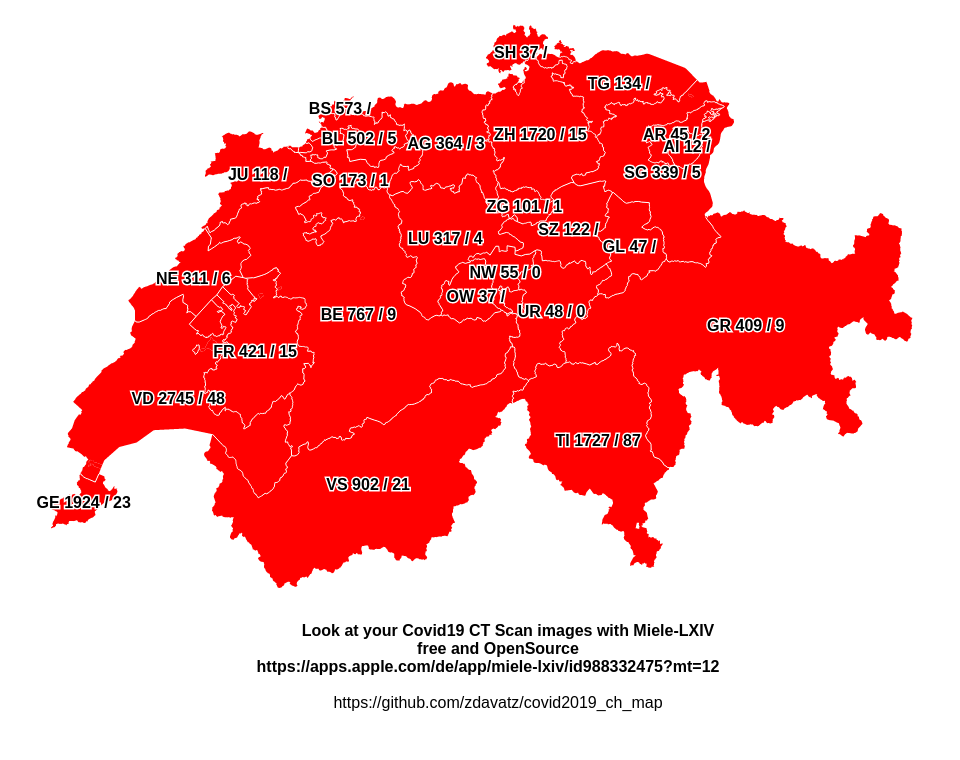 SH 37 /
TG 134 /
BS 573 /
BL 502 / 5
AG 364 / 3
ZH 1720 / 15
AR 45 / 2
AI 12 /
JU 118 /
SO 173 / 1
SG 339 / 5
ZG 101 / 1
LU 317 / 4
SZ 122 /
GL 47 /
NE 311 / 6
NW 55 / 0
OW 37 /
BE 767 / 9
UR 48 / 0
GR 409 / 9
FR 421 / 15
VD 2745 / 48
TI 1727 / 87
VS 902 / 21
GE 1924 / 23
Look at your Covid19 CT Scan images with Miele-LXIV
free and OpenSource
https://apps.apple.com/de/app/miele-lxiv/id988332475?mt=12
https://github.com/zdavatz/covid2019_ch_map